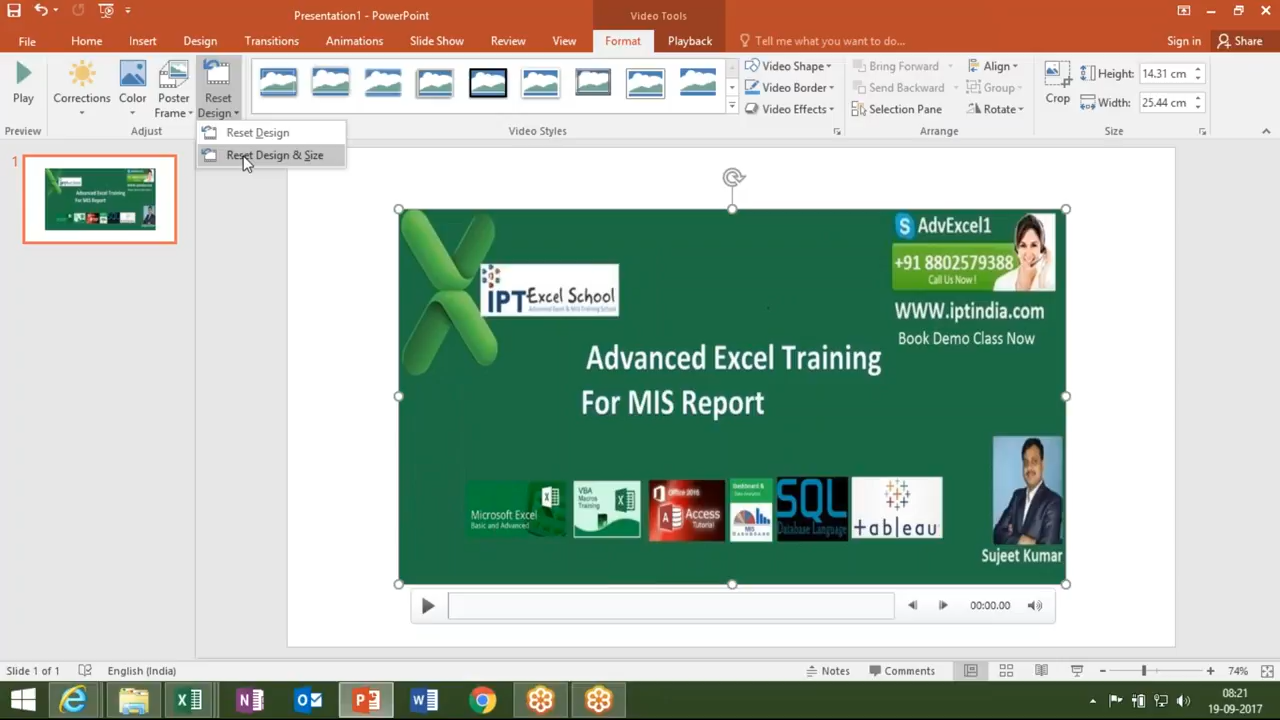 Presentation1 - PowerPoint
Video Tools
File
Home
Insert
Design
Transitions
Animations
Slide Show
Review
View
Format
Playback
Tell me what you want to do...
Sign in
Share
Play
Corrections
Color
Poster
Frame
Reset
Design
Video Shape
Video Border
Video Effects
Bring Forward
Send Backward
Selection Pane
Align
Group
Rotate
Crop
Height: 14.31 cm
Width: 25.44 cm
Preview
Adjust
Video Styles
Arrange
Size
Reset Design
Reset Design & Size
1
IPT Excel School
AdvExcel1
+91 8802579388
Call Us Now !
WWW.iptindia.com
Book Demo Class Now
Advanced Excel Training
For MIS Report
Microsoft Excel
Basic and Advanced
VBA
Macros
Training
Office 2016
Access
Tutorial
Dashboard &
SQL
Database Language
tableau
Sujeet Kumar
00:00.00
Slide 1 of 1
English (India)
Notes
Comments
74%
08:21
19-09-2017